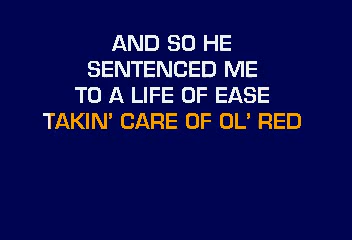 AND SO HE
SENTENCED ME
TO A LIFE OF EASE
TAKIN' CARE OF OL' RED